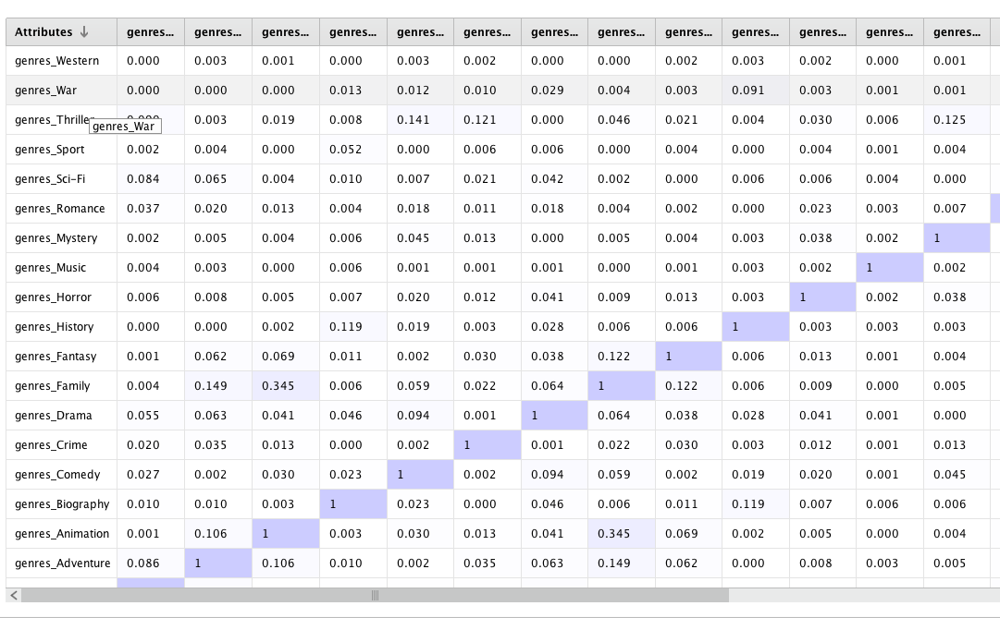 Attributes ↓ genres... genres... genres... genres... genres... genres... genres... genres... genres... genres... genres... genres... genres...
genres_Western 0.000 0.003 0.001 0.000 0.003 0.002 0.000 0.000 0.002 0.003 0.002 0.000 0.001
genres_War 0.000 0.000 0.000 0.013 0.012 0.010 0.029 0.004 0.003 0.091 0.003 0.001 0.001
genres_Thrille 0.003 0.019 0.008 0.141 0.121 0.000 0.046 0.021 0.004 0.030 0.006 0.125
genres_War
genres_Sport 0.002 0.004 0.000 0.052 0.000 0.006 0.006 0.004 0.000 0.004 0.004 0.001 0.004
genres_Sci-Fi 0.084 0.065 0.004 0.010 0.007 0.021 0.042 0.002 0.000 0.006 0.006 0.004 0.000
genres_Romance 0.037 0.020 0.013 0.004 0.018 0.011 0.018 0.004 0.002 0.000 0.023 0.003 0.007
genres_Mystery 0.002 0.005 0.004 0.006 0.045 0.013 0.000 0.005 0.004 0.003 0.038 0.002 1
genres_Music 0.004 0.003 0.000 0.006 0.001 0.001 0.001 0.000 0.001 0.003 0.002 1 0.002
genres_Horror 0.006 0.008 0.005 0.007 0.020 0.012 0.041 0.009 0.013 0.003 1 0.002 0.038
genres_History 0.000 0.000 0.002 0.119 0.019 0.003 0.028 0.006 0.006 1 0.003 0.003 0.003
genres_Fantasy 0.001 0.062 0.069 0.011 0.002 0.030 0.038 0.122 1 0.006 0.013 0.001 0.004
genres_Family 0.004 0.149 0.345 0.006 0.059 0.022 0.064 1 0.122 0.006 0.009 0.000 0.005
genres_Drama 0.055 0.063 0.041 0.046 0.094 0.001 1 0.064 0.038 0.028 0.041 0.001 0.000
genres_Crime 0.020 0.035 0.013 0.000 0.002 1 0.001 0.022 0.030 0.003 0.012 0.001 0.013
genres_Comedy 0.027 0.002 0.030 0.023 1 0.002 0.094 0.059 0.002 0.019 0.020 0.001 0.045
genres_Biography 0.010 0.010 0.003 1 0.023 0.000 0.046 0.006 0.011 0.119 0.007 0.006 0.006
genres_Animation 0.001 0.106 1 0.003 0.030 0.013 0.041 0.345 0.069 0.002 0.005 0.000 0.004
genres_Adventure 0.086 1 0.106 0.010 0.002 0.035 0.063 0.149 0.062 0.000 0.008 0.003 0.005